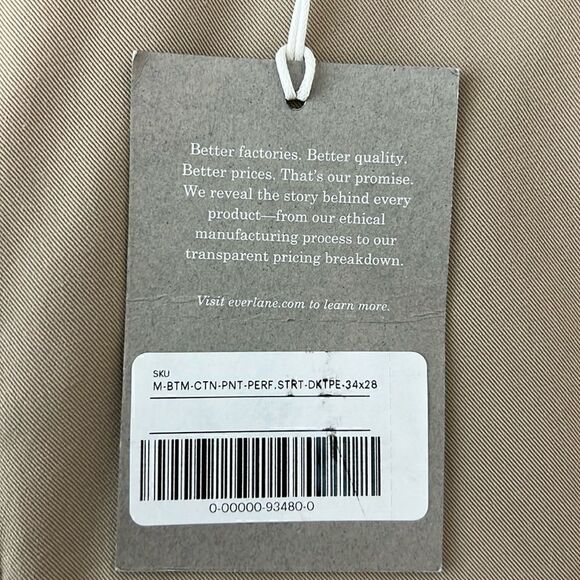 Better factories. Better quality.
Better prices. That's our promise.
We reveal the story behind every
product—from our ethical
manufacturing process to our
transparent pricing breakdown.
Visit everlane.com to learn more.
SKU
M-BTM-CTN-PNT-PERF.STRT-DKTPE-34x28
0-00000-93480-0